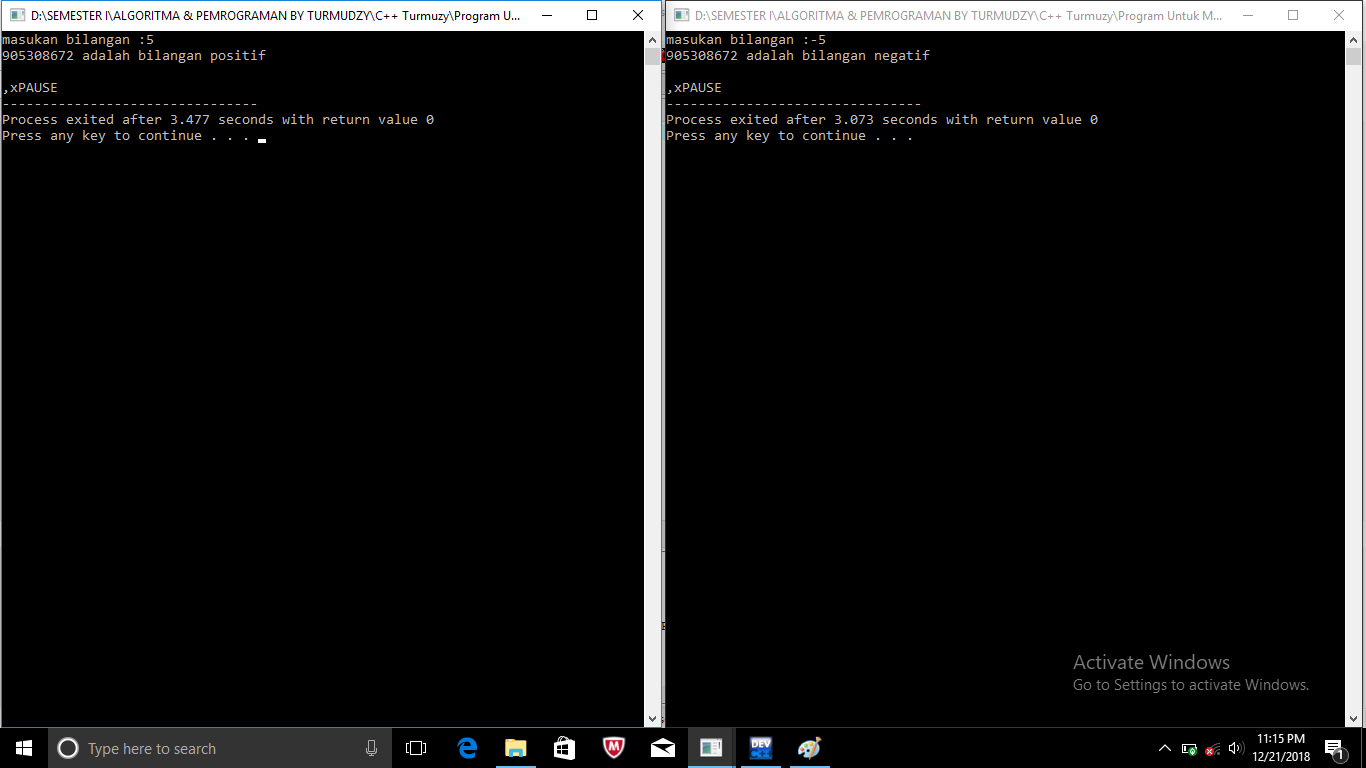 D:\SEMESTER I\ALGORITMA & PEMROGRAMAN BY TURMUDZY\C++ Turmuzy\Program U...
masukan bilangan :5
905308672 adalah bilangan positif
,xPAUSE
--------------------------------
Process exited after 3.477 seconds with return value 0
Press any key to continue . . .
D:\SEMESTER I\ALGORITMA & PEMROGRAMAN BY TURMUDZY\C++ Turmuzy\Program Untuk M...
masukan bilangan :-5
905308672 adalah bilangan negatif
,xPAUSE
--------------------------------
Process exited after 3.073 seconds with return value 0
Press any key to continue . . .
Activate Windows
Go to Settings to activate Windows.
Type here to search
DEV
11:15 PM
12/21/2018
1